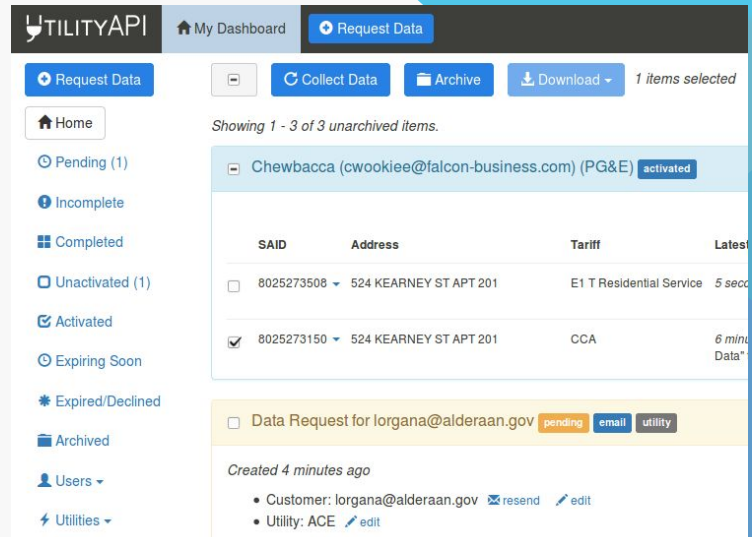 UTILITYAPI My Dashboard Request Data
Request Data Collect Data Archive Download 1 items selected
Home
Showing 1 - 3 of 3 unarchived items.
Pending (1)
Chewbacca (cwookiee@falcon-business.com) (PG&E) activated
Incomplete
Completed
SAID Address Tariff
Unactivated (1)
8025273508 524 KEARNEY ST APT 201 E1 T Residential Service
Activated
8025273150 524 KEARNEY ST APT 201 CCA
Data"
Expiring Soon
Expired/Declined
Data Request for lorgana@alderaan.gov pending email utility
Archived
Created 4 minutes ago
Users
• Customer: lorgana@alderaan.gov resend edit
Utilities
• Utility: ACE edit